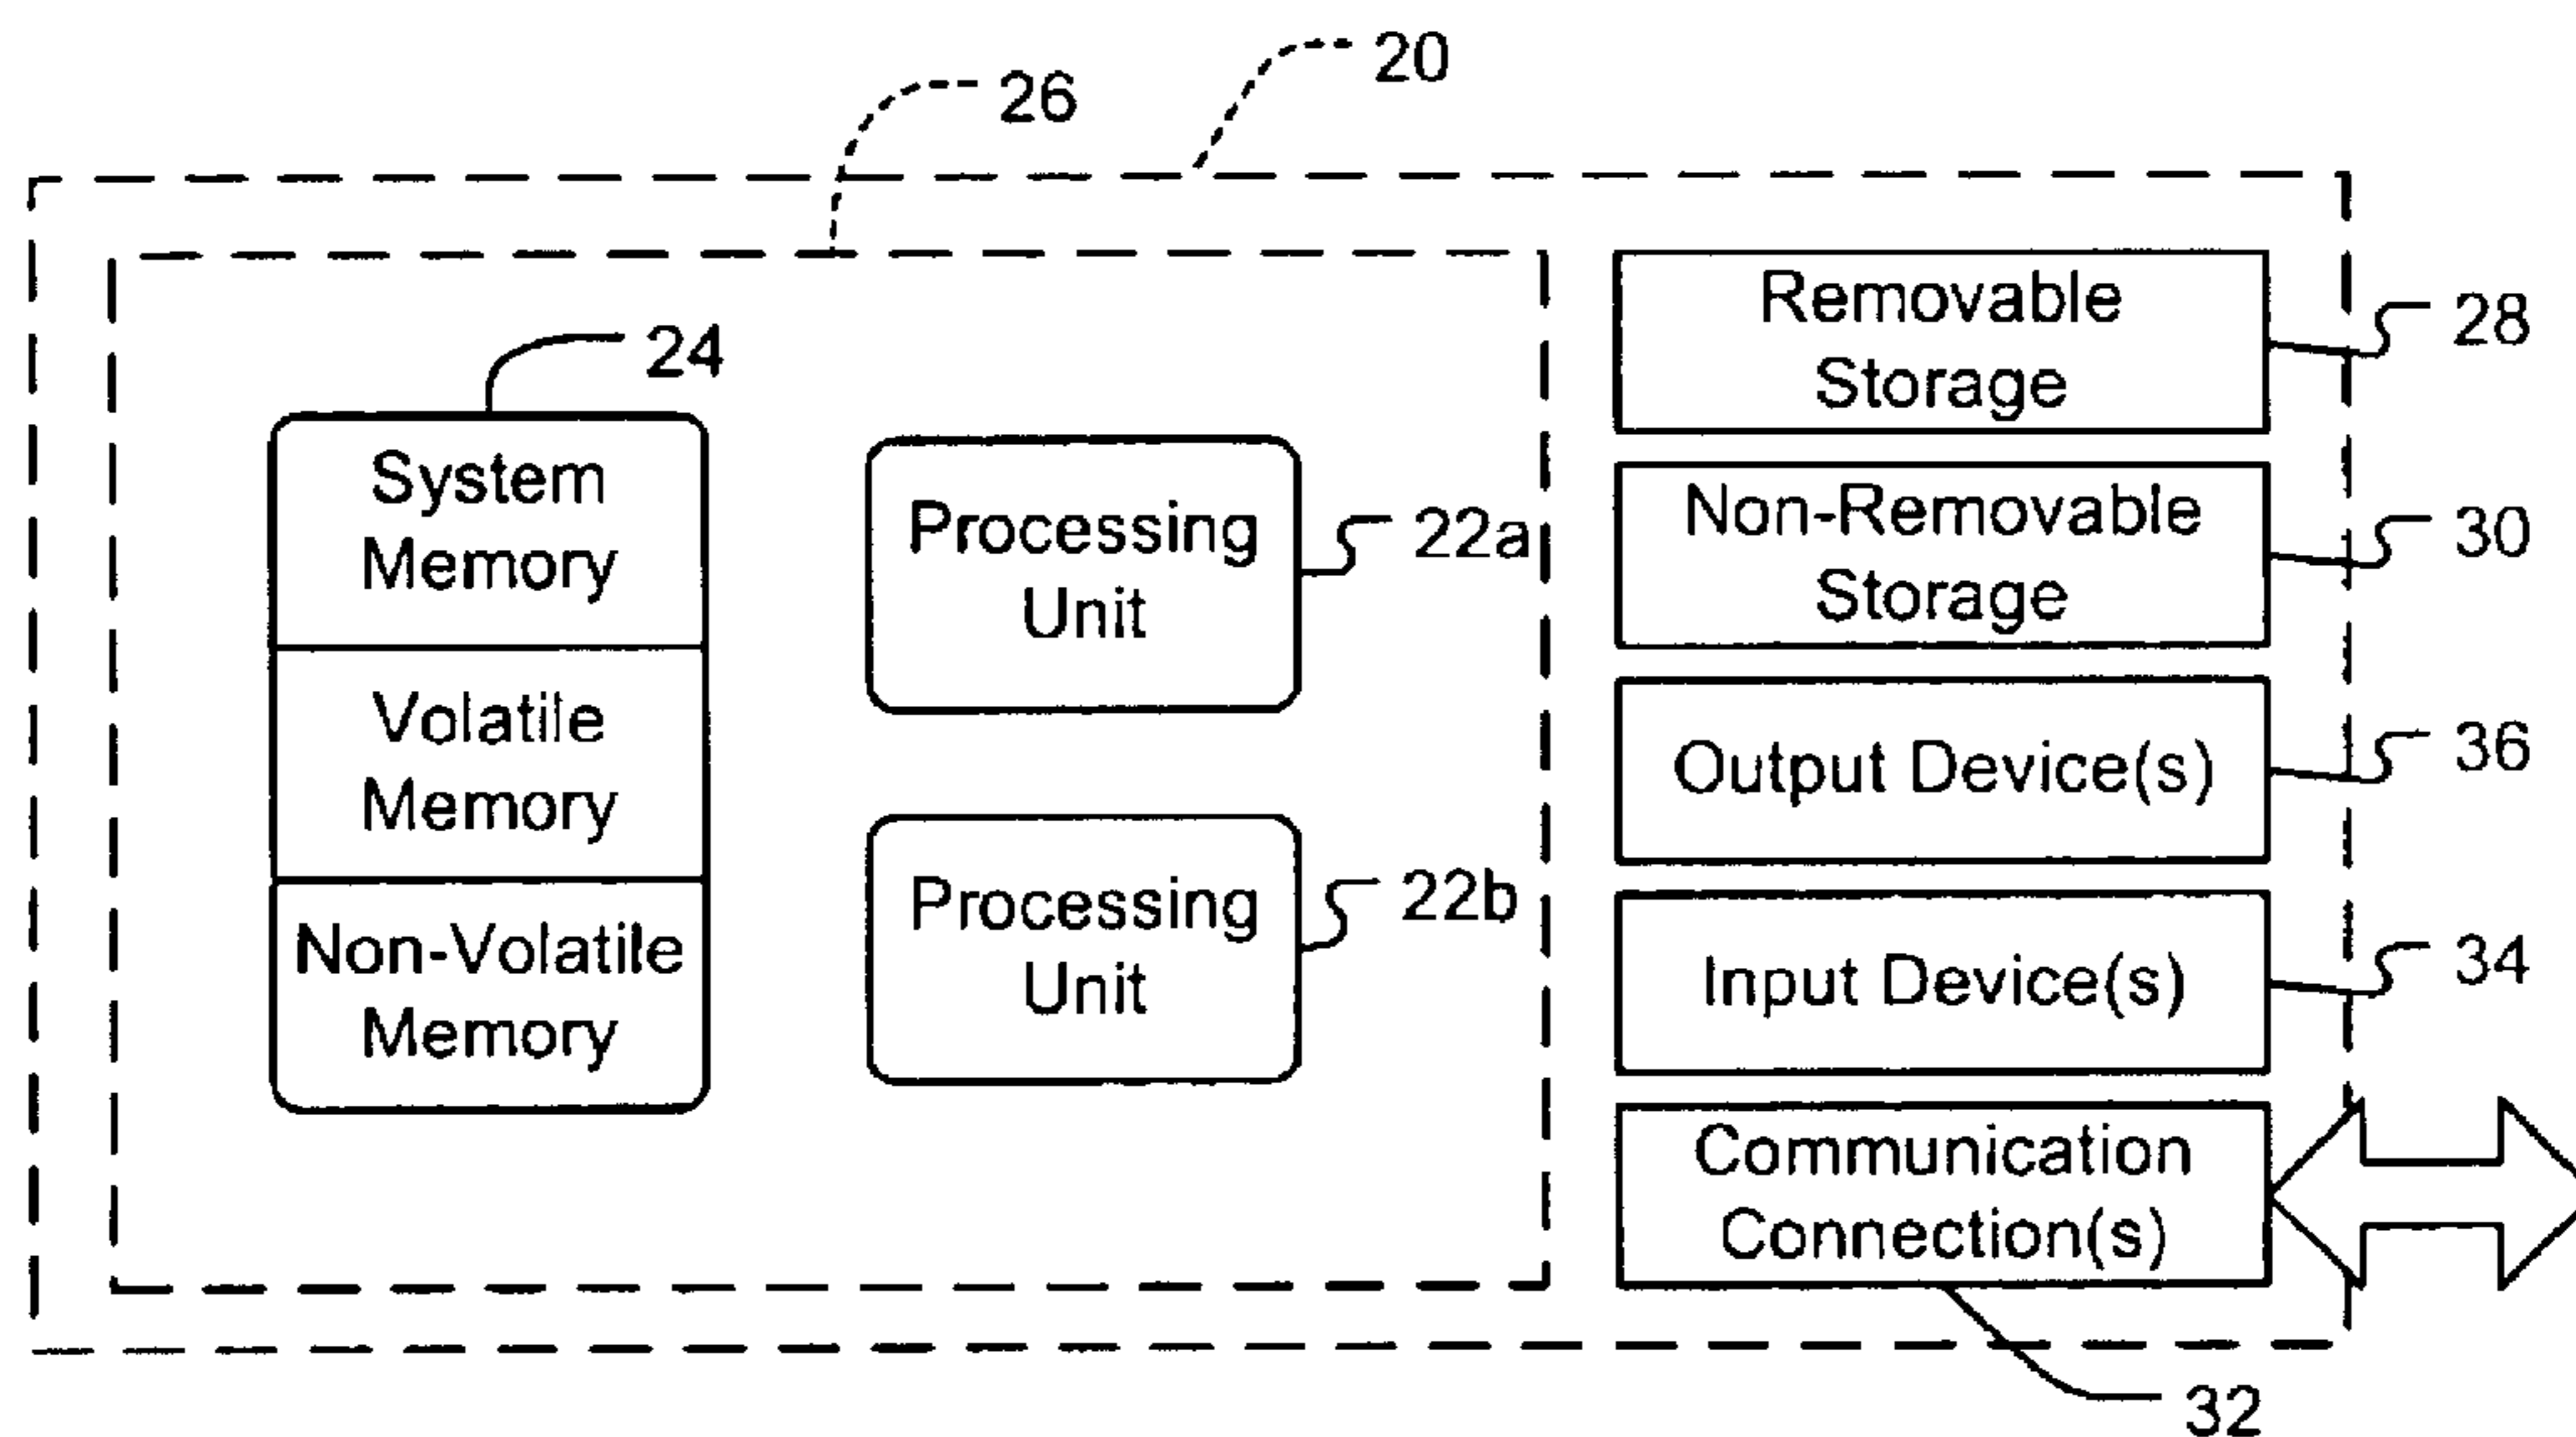 20
26
24
System
Memory
Volatile
Memory
Non-Volatile
Memory
Processing
Unit
22a
Processing
Unit
22b
Removable
Storage
28
Non-Removable
Storage
30
Output Device(s)
36
Input Device(s)
34
Communication
Connection(s)
32